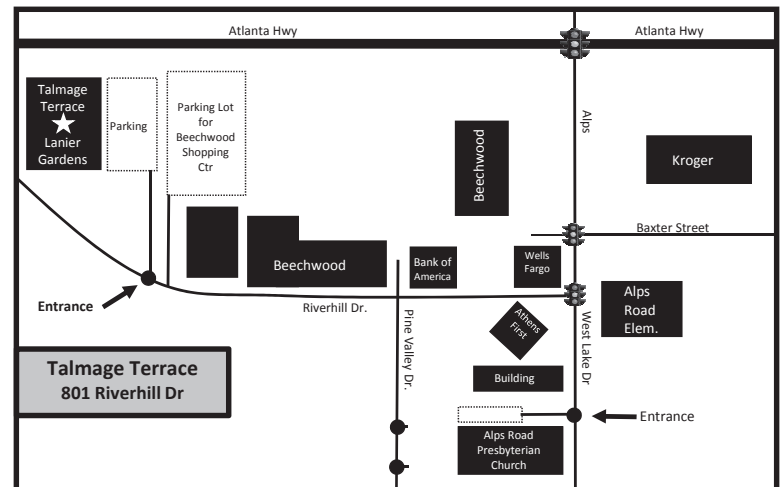 Atlanta Hwy
Atlanta Hwy
Talmage
Terrace
Lanier
Gardens
Parking
Parking Lot
for
Beechwood
Shopping
Ctr
Alps
Beechwood
Kroger
Baxter Street
Beechwood
Bank of
America
Wells
Fargo
Entrance
Riverhill Dr.
Alps
Road
Elem.
Athens
First
Pine Valley Dr.
West Lake Dr
Talmage Terrace
801 Riverhill Dr
Building
Entrance
Alps Road
Presbyterian
Church